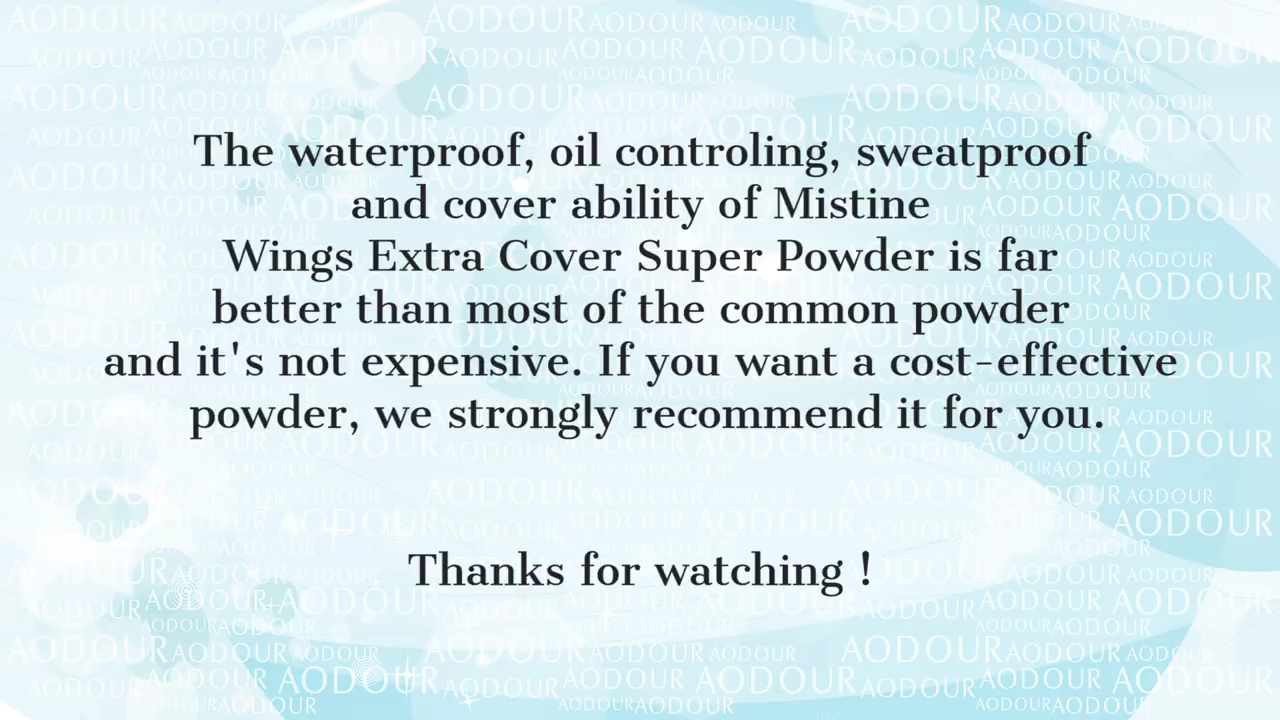 The waterproof, oil controling, sweatproof
and cover ability of Mistine
Wings Extra Cover Super Powder is far
better than most of the common powder
and it's not expensive. If you want a cost-effective
powder, we strongly recommend it for you.
Thanks for watching !
AODOUR